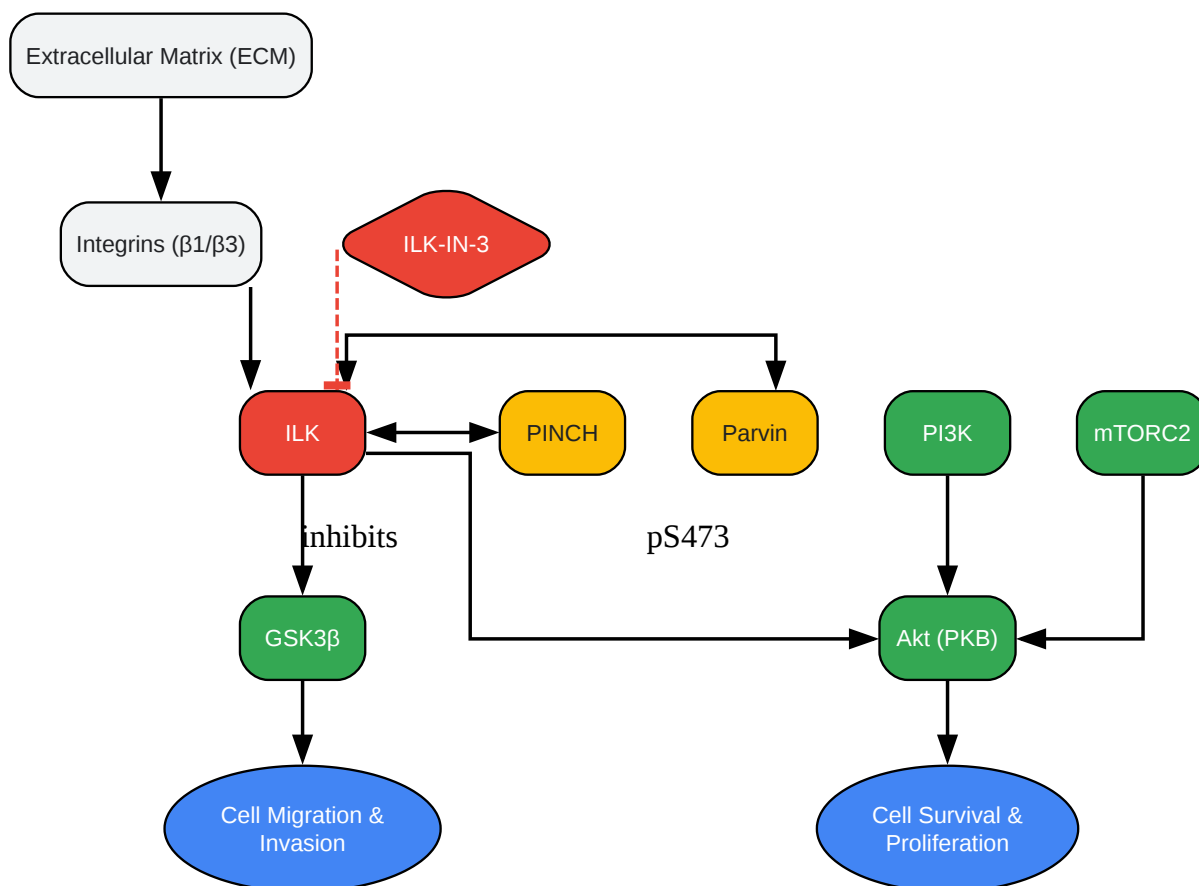 Extracellular Matrix (ECM)
Integrins (β1/β3)
ILK-IN-3
ILK
PINCH
Parvin
PI3K
mTORC2
inhibits
pS473
GSK3β
Akt (PKB)
Cell Migration &
Invasion
Cell Survival &
Proliferation